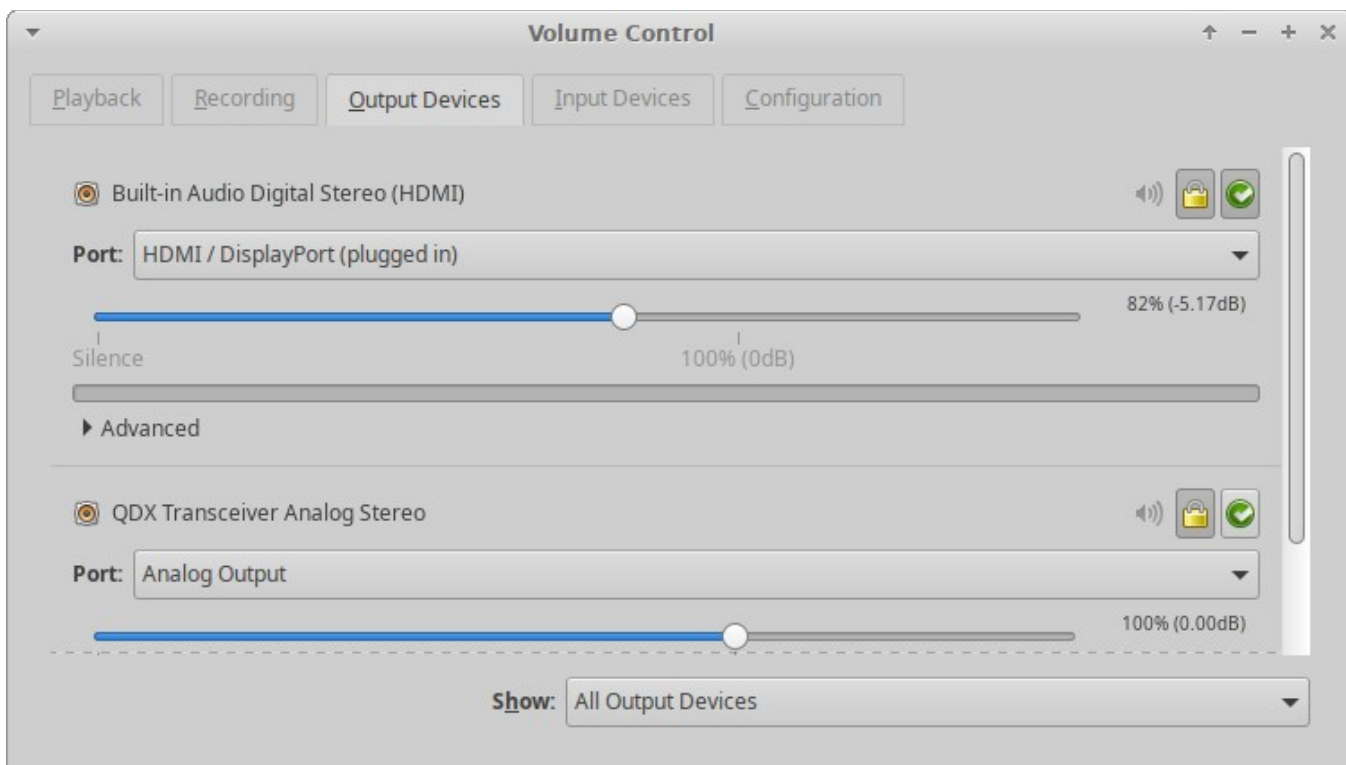 Volume Control
Playback Recording Output Devices Input Devices Configuration
Built-in Audio Digital Stereo (HDMI)
Port: HDMI / DisplayPort (plugged in)
82% (-5.17dB)
Silence 100% (0dB)
Advanced
QDX Transceiver Analog Stereo
Port: Analog Output
100% (0.00dB)
Show: All Output Devices